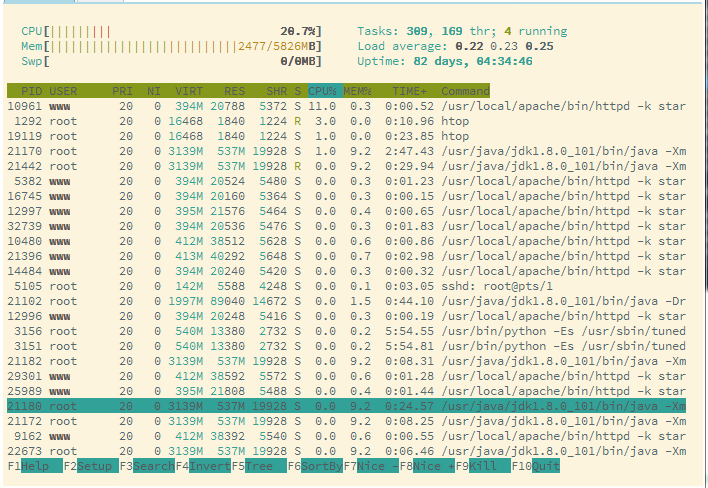 CPU[||||||||| 20.7%] Tasks: 309, 169 thr; 4 running
Mem[|||||||||||||||||||||||||||2477/5826MB] Load average: 0.22 0.23 0.25
Swp[ 0/0MB] Uptime: 82 days, 04:34:46
PID USER PRI NI VIRT RES SHR S CPU% MEM% TIME+ Command
10961 www 20 0 394M 20788 5372 S 11.0 0.3 0:00.52 /usr/local/apache/bin/httpd -k star
1292 root 20 0 16468 1840 1224 R 3.0 0.0 0:10.96 htop
19119 root 20 0 16468 1840 1224 S 1.0 0.0 0:23.85 htop
21170 root 20 0 3139M 537M 19928 S 1.0 9.2 2:47.43 /usr/java/jdk1.8.0_101/bin/java -Xm
21442 root 20 0 3139M 537M 19928 R 0.0 9.2 0:29.94 /usr/java/jdk1.8.0_101/bin/java -Xm
5382 www 20 0 394M 20524 5480 S 0.0 0.3 0:01.23 /usr/local/apache/bin/httpd -k star
16745 www 20 0 394M 20160 5364 S 0.0 0.3 0:00.15 /usr/local/apache/bin/httpd -k star
12997 www 20 0 395M 21576 5464 S 0.0 0.4 0:00.65 /usr/local/apache/bin/httpd -k star
32739 www 20 0 394M 20536 5476 S 0.0 0.3 0:01.83 /usr/local/apache/bin/httpd -k star
10480 www 20 0 412M 38512 5628 S 0.0 0.6 0:00.86 /usr/local/apache/bin/httpd -k star
21396 www 20 0 413M 40292 5648 S 0.0 0.7 0:02.98 /usr/local/apache/bin/httpd -k star
14484 www 20 0 394M 20240 5420 S 0.0 0.3 0:00.32 /usr/local/apache/bin/httpd -k star
5105 root 20 0 142M 5588 4248 S 0.0 0.1 0:03.05 sshd: root@pts/1
21102 root 20 0 1997M 89040 14672 S 0.0 1.5 0:44.10 /usr/java/jdk1.8.0_101/bin/java -Dr
12996 www 20 0 394M 20248 5416 S 0.0 0.3 0:00.19 /usr/local/apache/bin/httpd -k star
3156 root 20 0 540M 13380 2732 S 0.0 0.2 5:54.55 /usr/bin/python -Es /usr/sbin/tuned
3151 root 20 0 540M 13380 2732 S 0.0 0.2 5:54.81 /usr/bin/python -Es /usr/sbin/tuned
21182 root 20 0 3139M 537M 19928 S 0.0 9.2 0:08.31 /usr/java/jdk1.8.0_101/bin/java -Xm
29301 www 20 0 412M 38592 5572 S 0.0 0.6 0:01.28 /usr/local/apache/bin/httpd -k star
25989 www 20 0 395M 21808 5488 S 0.0 0.4 0:01.44 /usr/local/apache/bin/httpd -k star
21180 root 20 0 3139M 537M 19928 S 0.0 9.2 0:24.57 /usr/java/jdk1.8.0_101/bin/java -Xm
21172 root 20 0 3139M 537M 19928 S 0.0 9.2 0:08.25 /usr/java/jdk1.8.0_101/bin/java -Xm
9162 www 20 0 412M 38392 5540 S 0.0 0.6 0:00.55 /usr/local/apache/bin/httpd -k star
22673 root 20 0 3139M 537M 19928 S 0.0 9.2 0:06.46 /usr/java/jdk1.8.0_101/bin/java -Xm
F1Help F2Setup F3SearchF4InvertF5Tree F6SortByF7Nice -F8Nice +F9Kill F10Quit